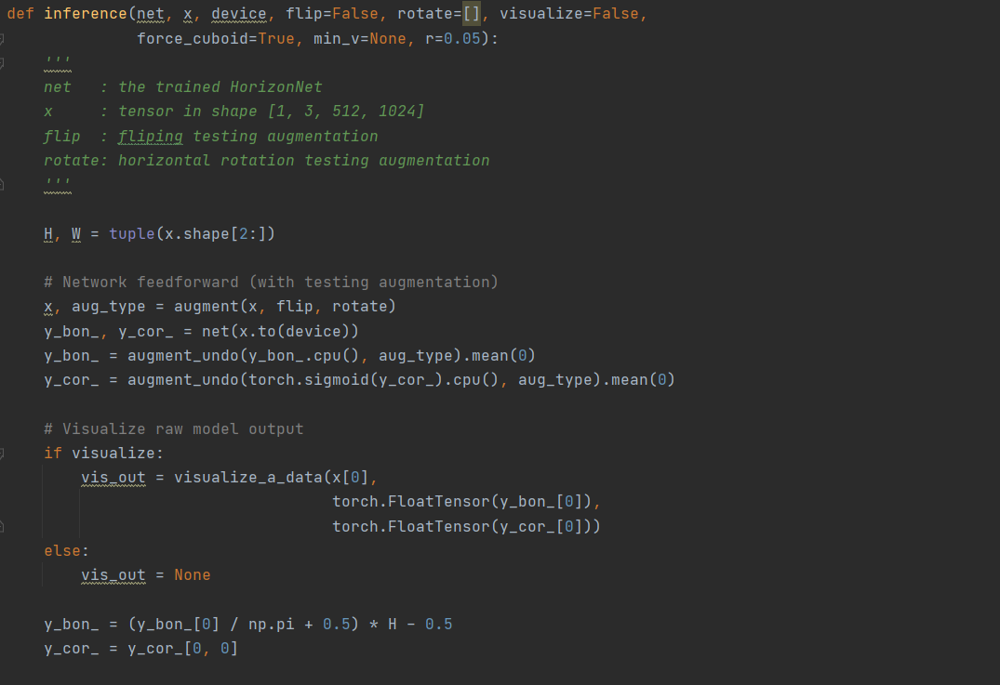 def inference(net, x, device, flip=False, rotate=[], visualize=False,
              force_cuboid=True, min_v=None, r=0.05):
    '''
    net   : the trained HorizonNet
    x     : tensor in shape [1, 3, 512, 1024]
    flip  : fliping testing augmentation
    rotate: horizontal rotation testing augmentation
    '''
    H, W = tuple(x.shape[2:])
    # Network feedforward (with testing augmentation)
    x, aug_type = augment(x, flip, rotate)
    y_bon_, y_cor_ = net(x.to(device))
    y_bon_ = augment_undo(y_bon_.cpu(), aug_type).mean(0)
    y_cor_ = augment_undo(torch.sigmoid(y_cor_).cpu(), aug_type).mean(0)
    # Visualize raw model output
    if visualize:
        vis_out = visualize_a_data(x[0],
                                   torch.FloatTensor(y_bon_[0]),
                                   torch.FloatTensor(y_cor_[0]))
    else:
        vis_out = None
    y_bon_ = (y_bon_[0] / np.pi + 0.5) * H - 0.5
    y_cor_ = y_cor_[0, 0]